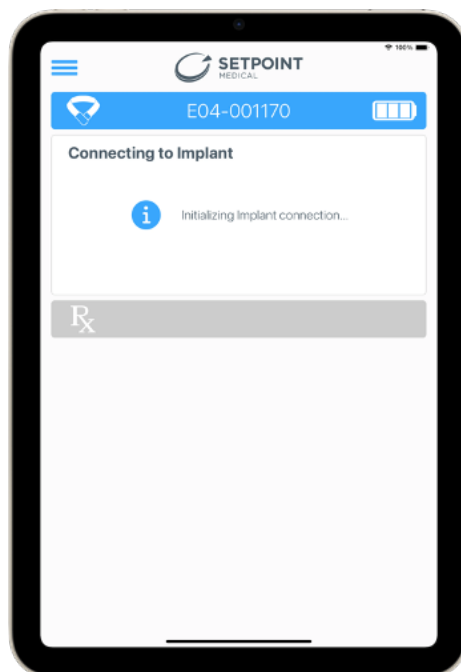 100%
SETPOINT
MEDICAL
E04-001170
Connecting to Implant
i
Initializing Implant connection...
Rx